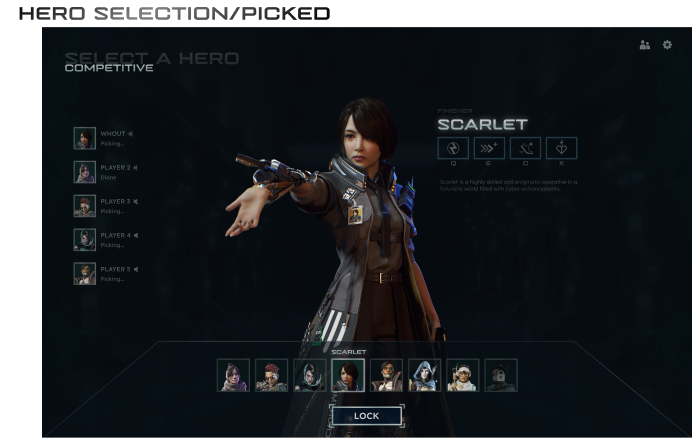 HERO SELECTION/PICKED
SELECT A HERO
COMPETITIVE
WHOUT
Picking...
PLAYER 2
Diane
PLAYER 3
Picking...
PLAYER 4
Picking...
PLAYER 5
Picking...
FINISHER
SCARLET
Q E C X
Scarlet is a highly skilled and enigmatic operative in a
futuristic world filled with cyber-enhancements.
SCARLET
LOCK